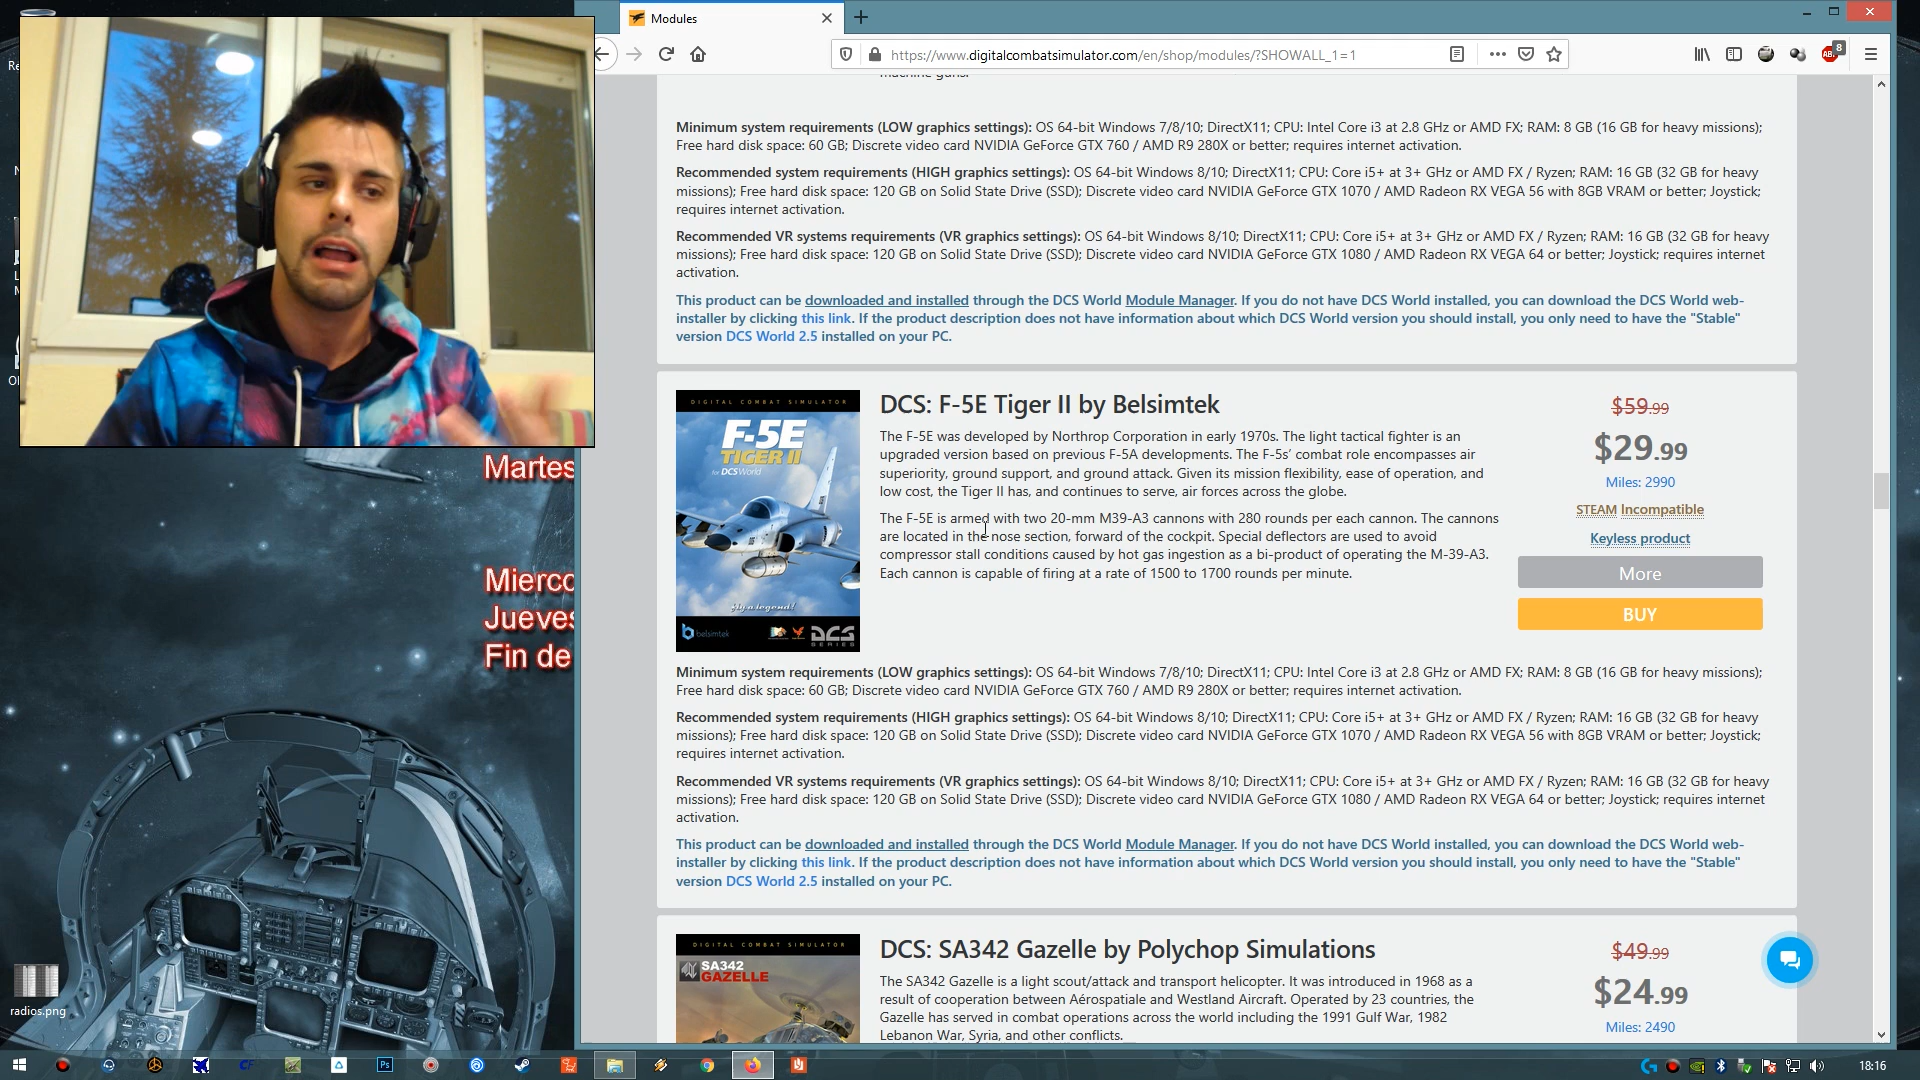 Modules
https://www.digitalcombatsimulator.com/en/shop/modules/?SHOWALL_1=1
8
machine guns.
Minimum system requirements (LOW graphics settings): OS 64-bit Windows 7/8/10; DirectX11; CPU: Intel Core i3 at 2.8 GHz or AMD FX; RAM: 8 GB (16 GB for heavy missions);
Free hard disk space: 60 GB; Discrete video card NVIDIA GeForce GTX 760 / AMD R9 280X or better; requires internet activation.
Recommended system requirements (HIGH graphics settings): OS 64-bit Windows 8/10; DirectX11; CPU: Core i5+ at 3+ GHz or AMD FX / Ryzen; RAM: 16 GB (32 GB for heavy
missions); Free hard disk space: 120 GB on Solid State Drive (SSD); Discrete video card NVIDIA GeForce GTX 1070 / AMD Radeon RX VEGA 56 with 8GB VRAM or better; Joystick;
requires internet activation.
Recommended VR systems requirements (VR graphics settings): OS 64-bit Windows 8/10; DirectX11; CPU: Core i5+ at 3+ GHz or AMD FX / Ryzen; RAM: 16 GB (32 GB for heavy
missions); Free hard disk space: 120 GB on Solid State Drive (SSD); Discrete video card NVIDIA GeForce GTX 1080 / AMD Radeon RX VEGA 64 or better; Joystick; requires internet
activation.
This product can be downloaded and installed through the DCS World Module Manager. If you do not have DCS World installed, you can download the DCS World web-
installer by clicking this link. If the product description does not have information about which DCS World version you should install, you only need to have the "Stable"
version DCS World 2.5 installed on your PC.
DIGITAL COMBAT SIMULATOR
F-5E
TIGER II
for DCS World
fly a legend!
belsimtek
DCS
SERIES
DCS: F-5E Tiger II by Belsimtek
The F-5E was developed by Northrop Corporation in early 1970s. The light tactical fighter is an
upgraded version based on previous F-5A developments. The F-5s' combat role encompasses air
superiority, ground support, and ground attack. Given its mission flexibility, ease of operation, and
low cost, the Tiger II has, and continues to serve, air forces across the globe.
The F-5E is armed with two 20-mm M39-A3 cannons with 280 rounds per each cannon. The cannons
are located in the nose section, forward of the cockpit. Special deflectors are used to avoid
compressor stall conditions caused by hot gas ingestion as a bi-product of operating the M-39-A3.
Each cannon is capable of firing at a rate of 1500 to 1700 rounds per minute.
$59.99
$29.99
Miles: 2990
STEAM Incompatible
Keyless product
More
BUY
Minimum system requirements (LOW graphics settings): OS 64-bit Windows 7/8/10; DirectX11; CPU: Intel Core i3 at 2.8 GHz or AMD FX; RAM: 8 GB (16 GB for heavy missions);
Free hard disk space: 60 GB; Discrete video card NVIDIA GeForce GTX 760 / AMD R9 280X or better; requires internet activation.
Recommended system requirements (HIGH graphics settings): OS 64-bit Windows 8/10; DirectX11; CPU: Core i5+ at 3+ GHz or AMD FX / Ryzen; RAM: 16 GB (32 GB for heavy
missions); Free hard disk space: 120 GB on Solid State Drive (SSD); Discrete video card NVIDIA GeForce GTX 1070 / AMD Radeon RX VEGA 56 with 8GB VRAM or better; Joystick;
requires internet activation.
Recommended VR systems requirements (VR graphics settings): OS 64-bit Windows 8/10; DirectX11; CPU: Core i5+ at 3+ GHz or AMD FX / Ryzen; RAM: 16 GB (32 GB for heavy
missions); Free hard disk space: 120 GB on Solid State Drive (SSD); Discrete video card NVIDIA GeForce GTX 1080 / AMD Radeon RX VEGA 64 or better; Joystick; requires internet
activation.
This product can be downloaded and installed through the DCS World Module Manager. If you do not have DCS World installed, you can download the DCS World web-
installer by clicking this link. If the product description does not have information about which DCS World version you should install, you only need to have the "Stable"
version DCS World 2.5 installed on your PC.
DIGITAL COMBAT SIMULATOR
SA342
GAZELLE
DCS: SA342 Gazelle by Polychop Simulations
The SA342 Gazelle is a light scout/attack and transport helicopter. It was introduced in 1968 as a
result of cooperation between Aérospatiale and Westland Aircraft. Operated by 23 countries, the
Gazelle has served in combat operations across the world including the 1991 Gulf War, 1982
Lebanon War, Syria, and other conflicts.
$49.99
$24.99
Miles: 2490
Martes
Mierco
Jueves
Fin de
radios.png
18:16